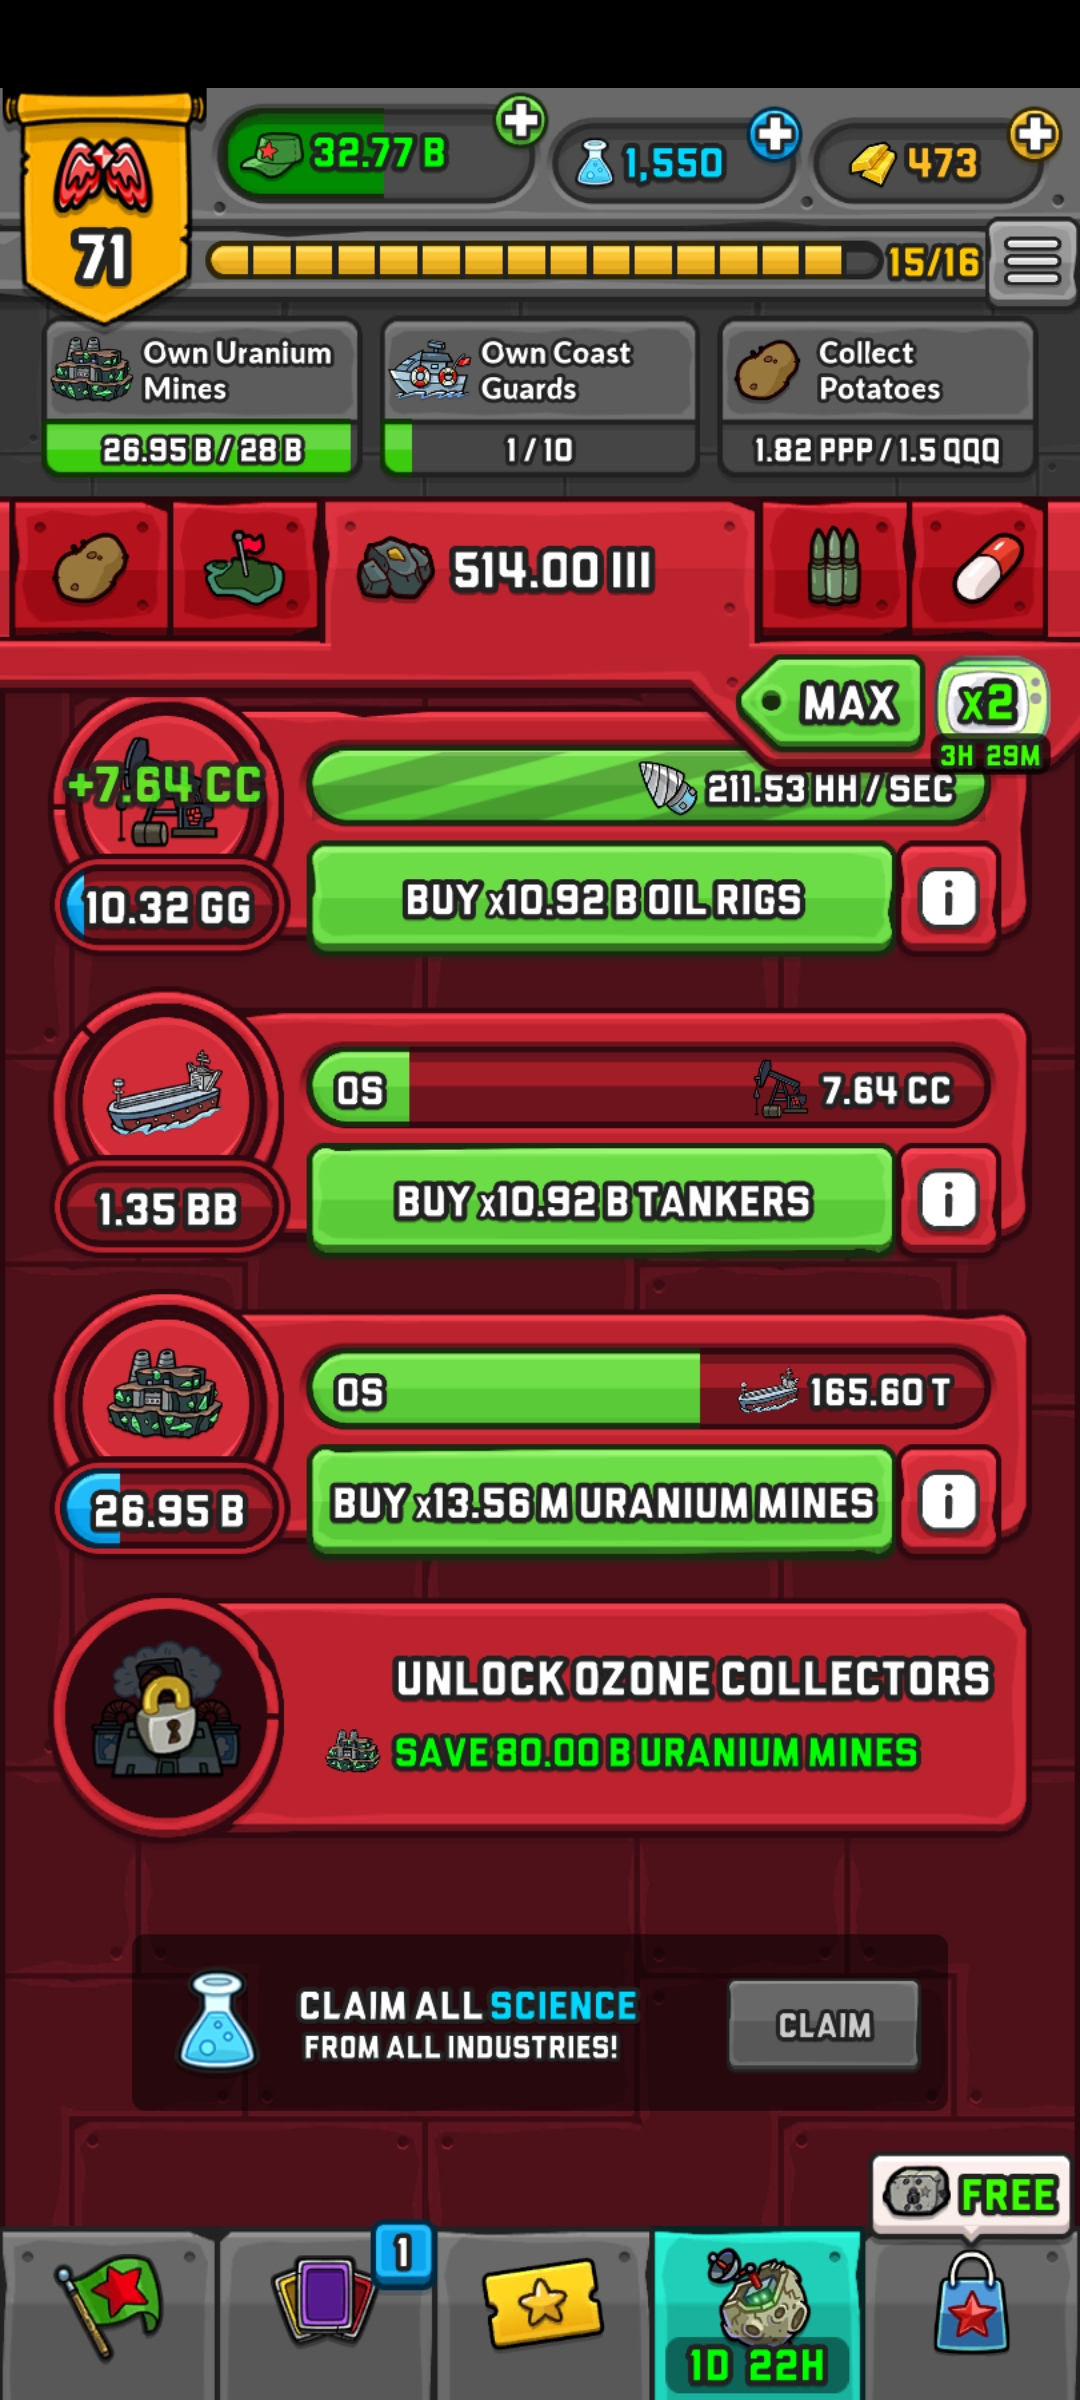 32.77 B
1,550
473
71
15/16
Own Uranium
Mines
26.95 B / 28 B
Own Coast
Guards
1 / 10
Collect
Potatoes
1.82 PPP / 1.5 QQQ
514.00 III
MAX
x2
3H 29M
+7.64 CC
211.53 HH / SEC
10.32 GG
BUY x10.92 B OIL RIGS
i
0S
7.64 CC
1.35 BB
BUY x10.92 B TANKERS
i
0S
165.60 T
26.95 B
BUY x13.56 M URANIUM MINES
i
UNLOCK OZONE COLLECTORS
SAVE 80.00 B URANIUM MINES
CLAIM ALL SCIENCE
FROM ALL INDUSTRIES!
CLAIM
FREE
1
1D 22H